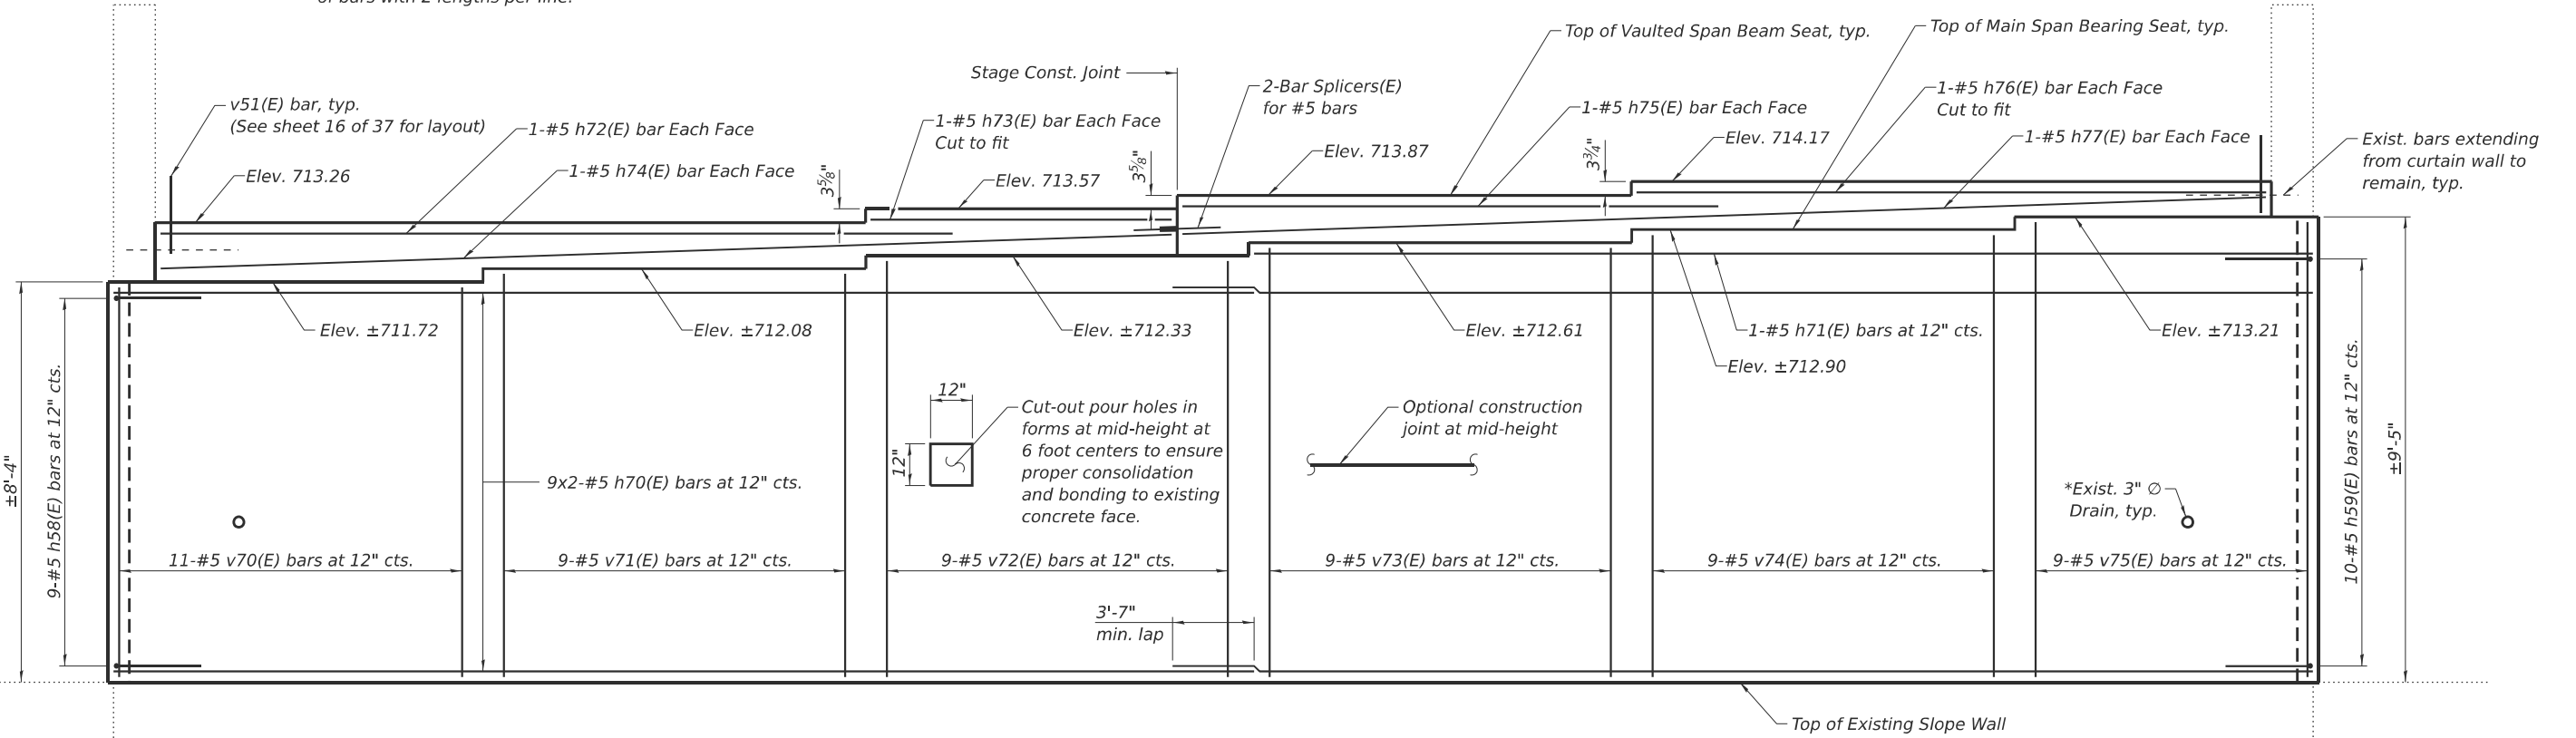 of bars with 2 lengths per line.
Top of Vaulted Span Beam Seat, typ.
Top of Main Span Bearing Seat, typ.
Stage Const. Joint
2-Bar Splicers(E)
for #5 bars
1-#5 h76(E) bar Each Face
Cut to fit
v51(E) bar, typ.
(See sheet 16 of 37 for layout)
1-#5 h72(E) bar Each Face
1-#5 h73(E) bar Each Face
Cut to fit
1-#5 h75(E) bar Each Face
Elev. 714.17
1-#5 h77(E) bar Each Face
Exist. bars extending
from curtain wall to
remain, typ.
Elev. 713.26
1-#5 h74(E) bar Each Face
3⅝"
Elev. 713.57
3⅝"
Elev. 713.87
3¾"
Elev. ±711.72
Elev. ±712.08
Elev. ±712.33
Elev. ±712.61
1-#5 h71(E) bars at 12" cts.
Elev. ±713.21
Elev. ±712.90
±8'-4"
9-#5 h58(E) bars at 12" cts.
12"
12"
Cut-out pour holes in
forms at mid-height at
6 foot centers to ensure
proper consolidation
and bonding to existing
concrete face.
Optional construction
joint at mid-height
9x2-#5 h70(E) bars at 12" cts.
*Exist. 3" ∅
Drain, typ.
10-#5 h59(E) bars at 12" cts.
±9'-5"
11-#5 v70(E) bars at 12" cts.
9-#5 v71(E) bars at 12" cts.
9-#5 v72(E) bars at 12" cts.
9-#5 v73(E) bars at 12" cts.
9-#5 v74(E) bars at 12" cts.
9-#5 v75(E) bars at 12" cts.
3'-7"
min. lap
Top of Existing Slope Wall